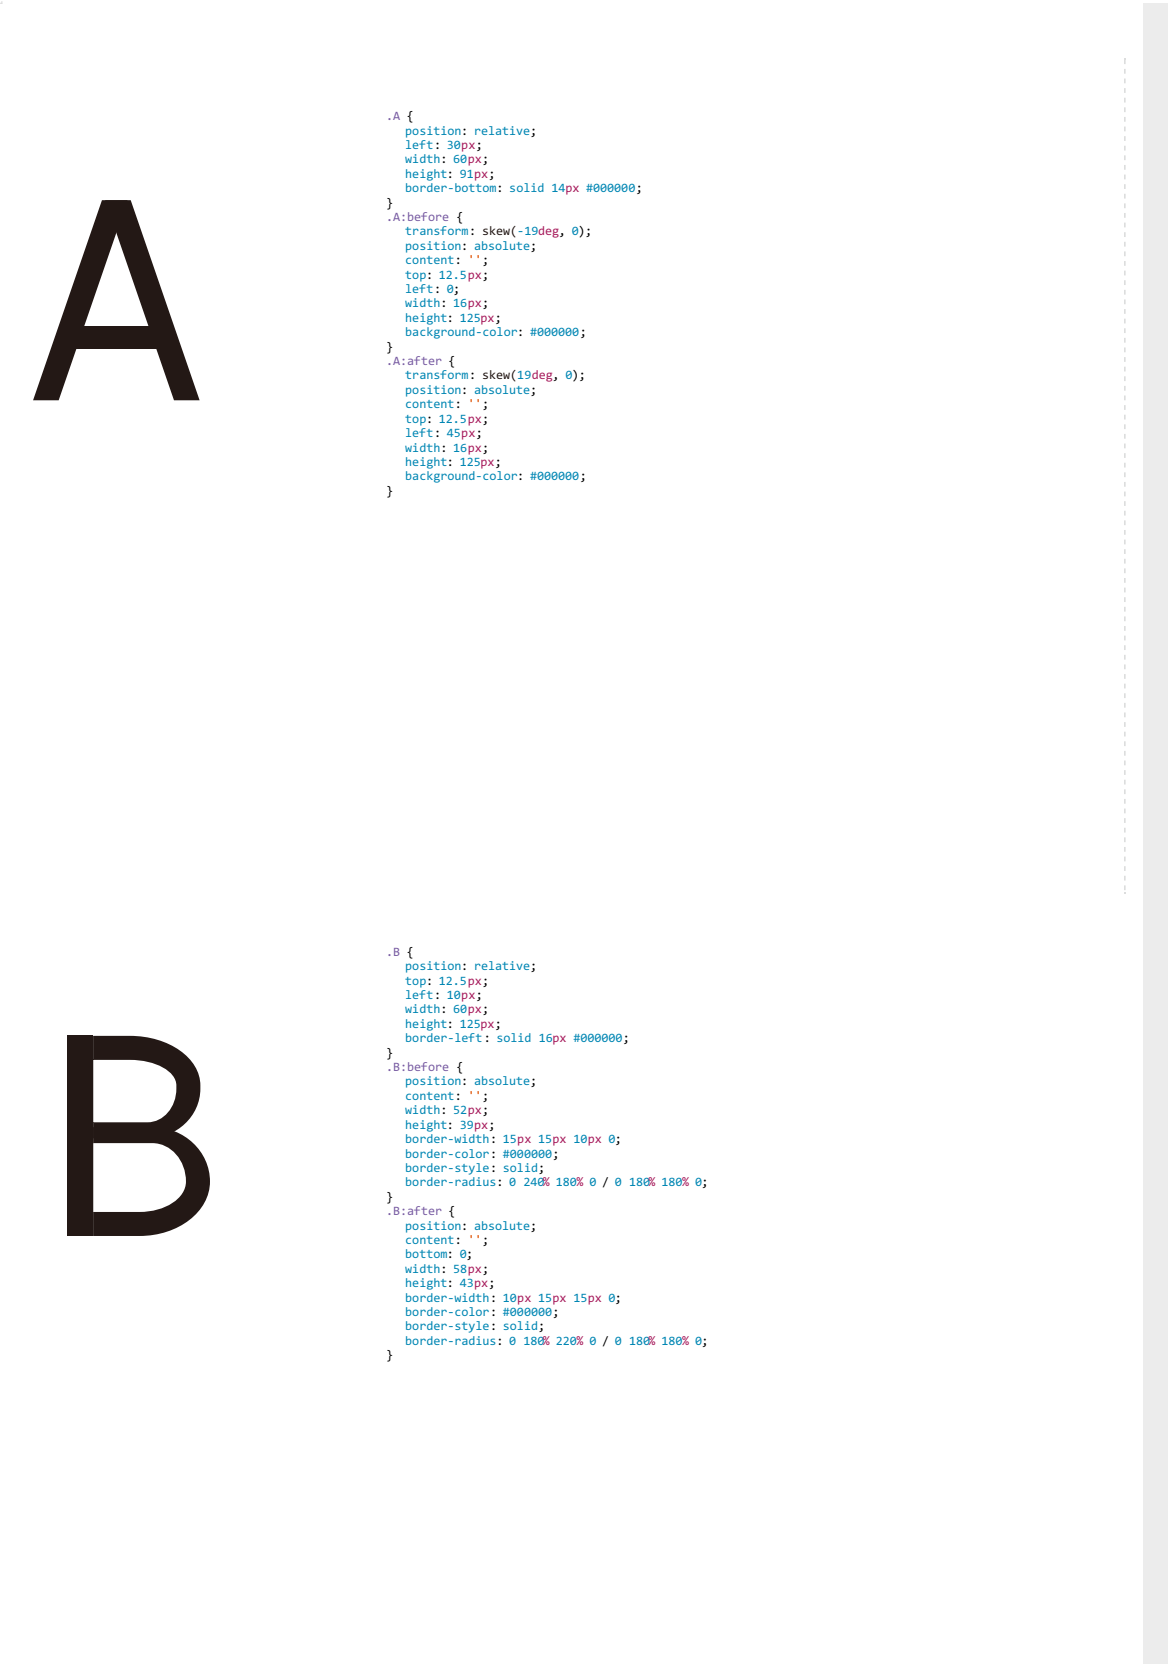 A
.A {
position: relative;
left: 30px;
width: 60px;
height: 91px;
border-bottom: solid 14px #000000;
}
.A:before {
transform: skew(-19deg, 0);
position: absolute;
content: '';
top: 12.5px;
left: 0;
width: 16px;
height: 125px;
background-color: #000000;
}
.A:after {
transform: skew(19deg, 0);
position: absolute;
content: '';
top: 12.5px;
left: 45px;
width: 16px;
height: 125px;
background-color: #000000;
}
B
.B {
position: relative;
top: 12.5px;
left: 10px;
width: 60px;
height: 125px;
border-left: solid 16px #000000;
}
.B:before {
position: absolute;
content: '';
width: 52px;
height: 39px;
border-width: 15px 15px 10px 0;
border-color: #000000;
border-style: solid;
border-radius: 0 240% 180% 0 / 0 180% 180% 0;
}
.B:after {
position: absolute;
content: '';
bottom: 0;
width: 58px;
height: 43px;
border-width: 10px 15px 15px 0;
border-color: #000000;
border-style: solid;
border-radius: 0 180% 220% 0 / 0 180% 180% 0;
}